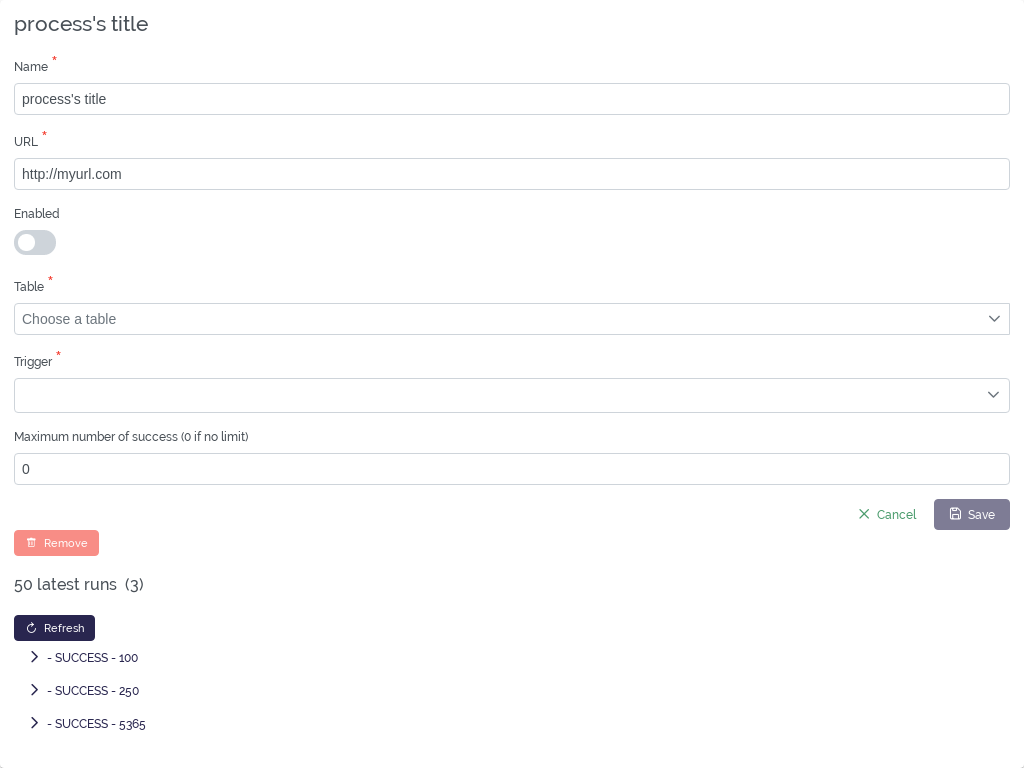 process's title
Name *
process's title
URL *
http://myurl.com
Enabled
Table *
Choose a table
Trigger *
Maximum number of success (0 if no limit)
0
Cancel Save
Remove
50 latest runs (3)
Refresh
- SUCCESS - 100
- SUCCESS - 250
- SUCCESS - 5365